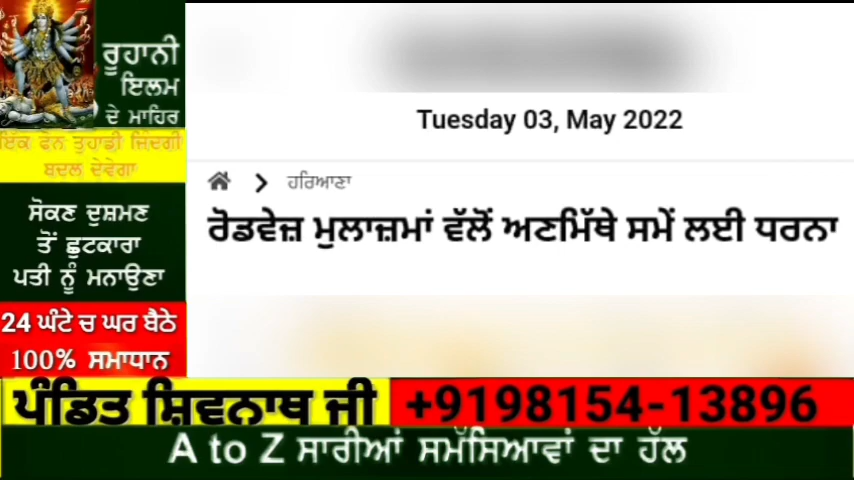 ਰੂਹਾਨੀ
ਇਲਮ
ਦੇ ਮਾਹਿਰ
ਇੱਕ ਫੋਨ ਤੁਹਾਡੀ ਜ਼ਿੰਦਗੀ
ਬਦਲ ਦੇਵੇਗਾ
ਸੋਕਣ ਦੁਸ਼ਮਣ
ਤੋਂ ਛੁਟਕਾਰਾ
ਪਤੀ ਨੂੰ ਮਨਾਉਣਾ
24 ਘੰਟੇ ਚ ਘਰ ਬੈਠੇ
100% ਸਮਾਧਾਨ
Tuesday 03, May 2022
ਹਰਿਆਣਾ
ਰੋਡਵੇਜ਼ ਮੁਲਾਜ਼ਮਾਂ ਵੱਲੋਂ ਅਣਮਿੱਥੇ ਸਮੇਂ ਲਈ ਧਰਨਾ
ਪੰਡਿਤ ਸ਼ਿਵਨਾਥ ਜੀ +9198154-13896
A to Z ਸਾਰੀਆਂ ਸਮੱਸਿਆਵਾਂ ਦਾ ਹੱਲ